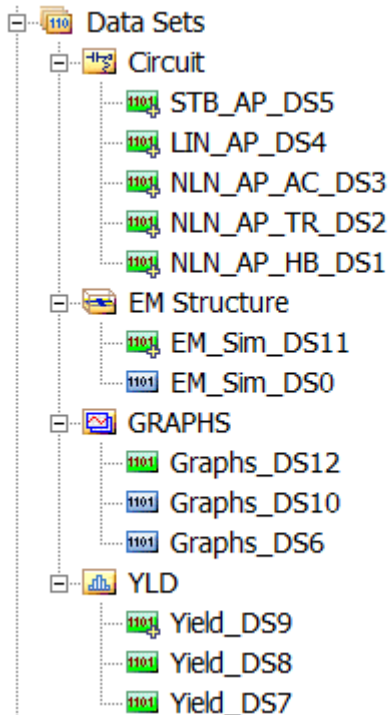 Data Sets
Circuit
STB_AP_DS5
LIN_AP_DS4
NLN_AP_AC_DS3
NLN_AP_TR_DS2
NLN_AP_HB_DS1
EM Structure
EM_Sim_DS11
EM_Sim_DS0
GRAPHS
Graphs_DS12
Graphs_DS10
Graphs_DS6
YLD
Yield_DS9
Yield_DS8
Yield_DS7